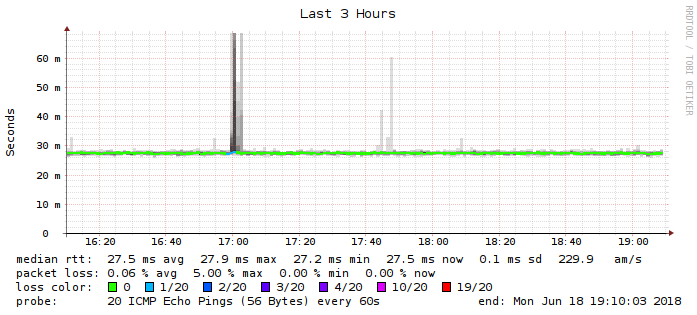 Last 3 Hours
RRDTOOL / TOBI OETIKER
Seconds
60 m
50 m
40 m
30 m
20 m
10 m
0
16:20 16:40 17:00 17:20 17:40 18:00 18:20 18:40 19:00
median rtt: 27.5 ms avg 27.9 ms max 27.2 ms min 27.5 ms now 0.1 ms sd 229.9 am/s
packet loss: 0.06 % avg 5.00 % max 0.00 % min 0.00 % now
loss color: 0 1/20 2/20 3/20 4/20 10/20 19/20
probe: 20 ICMP Echo Pings (56 Bytes) every 60s end: Mon Jun 18 19:10:03 2018